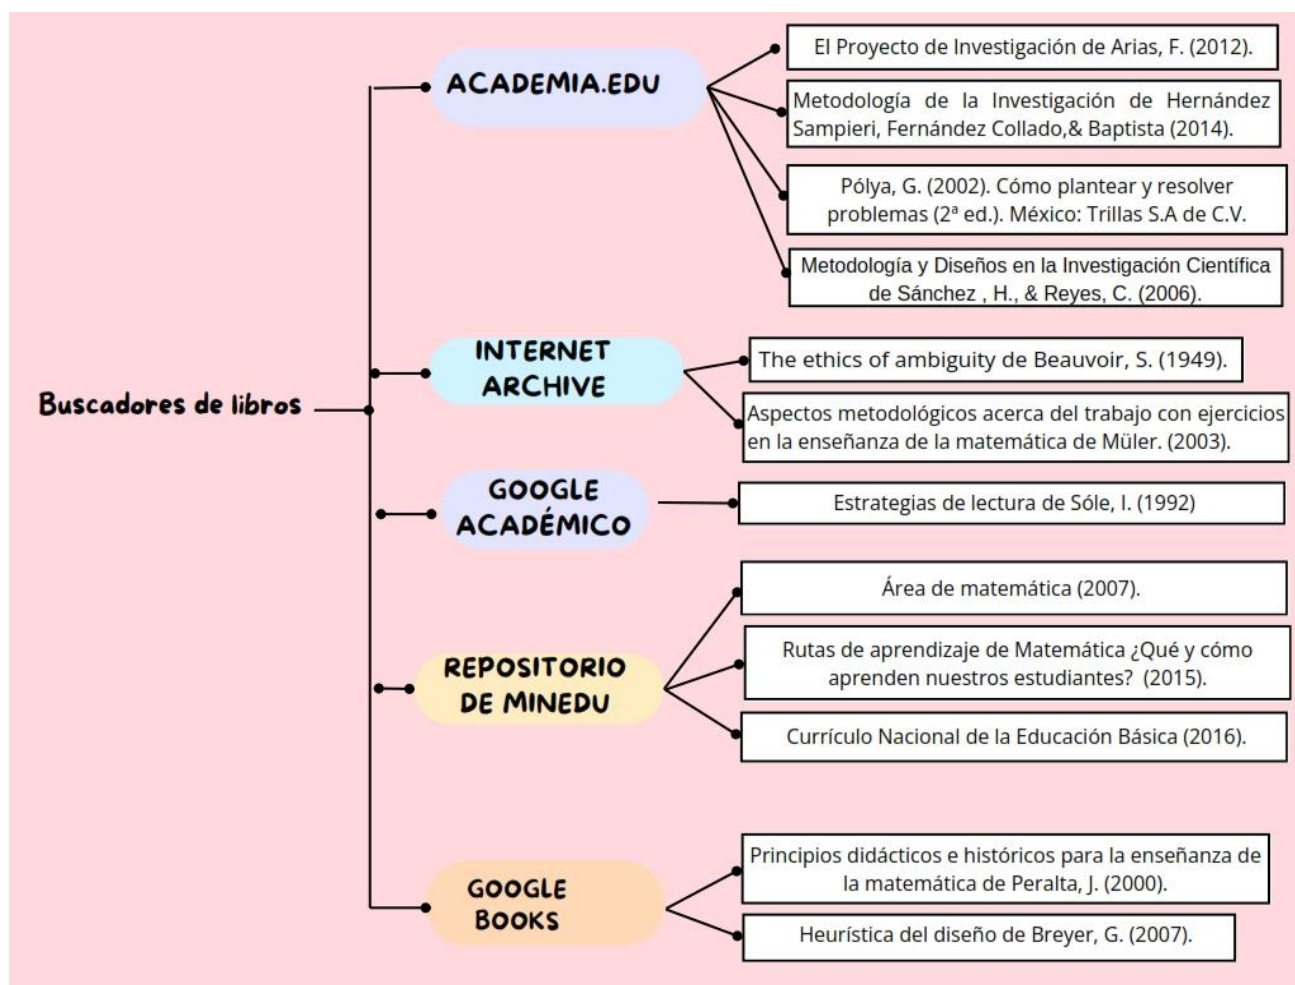 Buscadores de libros
ACADEMIA.EDU
El Proyecto de Investigación de Arias, F. (2012).
Metodología de la Investigación de Hernández
Sampieri, Fernández Collado,& Baptista (2014).
Pólya, G. (2002). Cómo plantear y resolver
problemas (2ª ed.). México: Trillas S.A de C.V.
Metodología y Diseños en la Investigación Científica
de Sánchez , H., & Reyes, C. (2006).
INTERNET
ARCHIVE
The ethics of ambiguity de Beauvoir, S. (1949).
Aspectos metodológicos acerca del trabajo con ejercicios
en la enseñanza de la matemática de Müler. (2003).
GOOGLE
ACADÉMICO
Estrategias de lectura de Sóle, I. (1992)
REPOSITORIO
DE MINEDU
Área de matemática (2007).
Rutas de aprendizaje de Matemática ¿Qué y cómo
aprenden nuestros estudiantes? (2015).
Currículo Nacional de la Educación Básica (2016).
GOOGLE
BOOKS
Principios didácticos e históricos para la enseñanza de
la matemática de Peralta, J. (2000).
Heurística del diseño de Breyer, G. (2007).